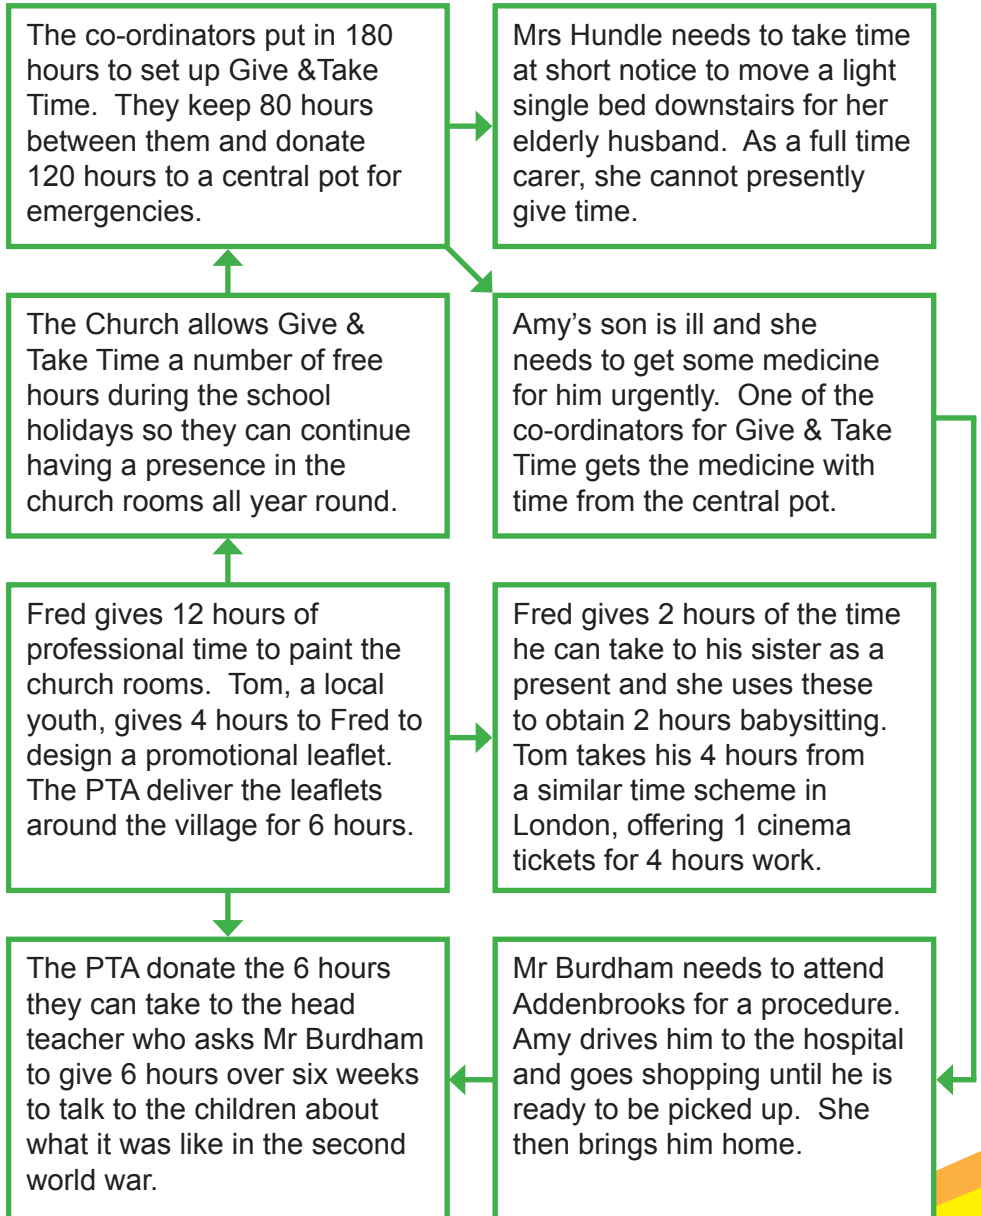 The co-ordinators put in 180
hours to set up Give &Take
Time.  They keep 80 hours
between them and donate
120 hours to a central pot for
emergencies.
Mrs Hundle needs to take time
at short notice to move a light
single bed downstairs for her
elderly husband.  As a full time
carer, she cannot presently
give time.
The Church allows Give &
Take Time a number of free
hours during the school
holidays so they can continue
having a presence in the
church rooms all year round.
Amy’s son is ill and she
needs to get some medicine
for him urgently.  One of the
co-ordinators for Give & Take
Time gets the medicine with
time from the central pot.
Fred gives 12 hours of
professional time to paint the
church rooms.  Tom, a local
youth, gives 4 hours to Fred to
design a promotional leaflet.
The PTA deliver the leaflets
around the village for 6 hours.
Fred gives 2 hours of the time
he can take to his sister as a
present and she uses these
to obtain 2 hours babysitting.
Tom takes his 4 hours from
a similar time scheme in
London, offering 1 cinema
tickets for 4 hours work.
The PTA donate the 6 hours
they can take to the head
teacher who asks Mr Burdham
to give 6 hours over six weeks
to talk to the children about
what it was like in the second
world war.
Mr Burdham needs to attend
Addenbrooks for a procedure.
Amy drives him to the hospital
and goes shopping until he is
ready to be picked up.  She
then brings him home.